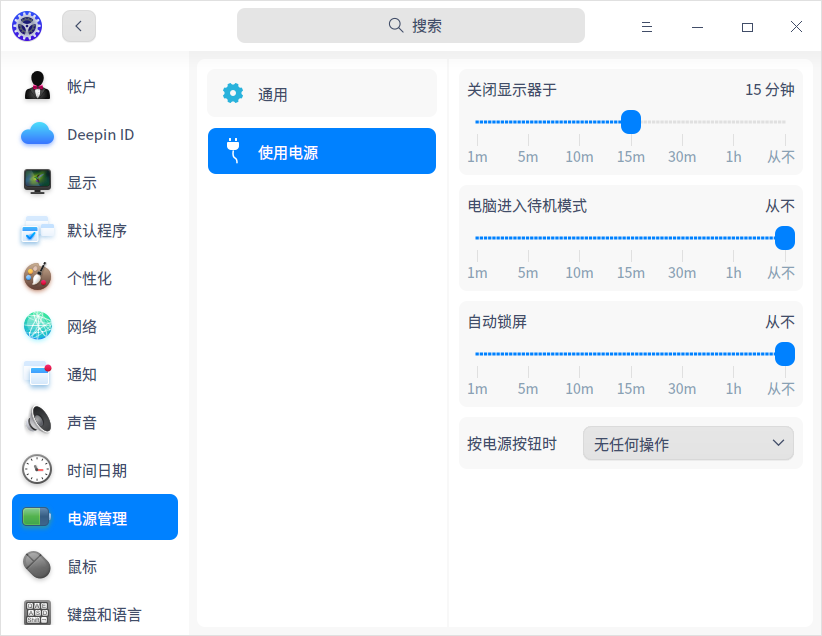 搜索
帐户
Deepin ID
显示
默认程序
个性化
网络
通知
声音
时间日期
电源管理
鼠标
键盘和语言
通用
使用电源
关闭显示器于 15 分钟
1m 5m 10m 15m 30m 1h 从不
电脑进入待机模式 从不
1m 5m 10m 15m 30m 1h 从不
自动锁屏 从不
1m 5m 10m 15m 30m 1h 从不
按电源按钮时 无任何操作